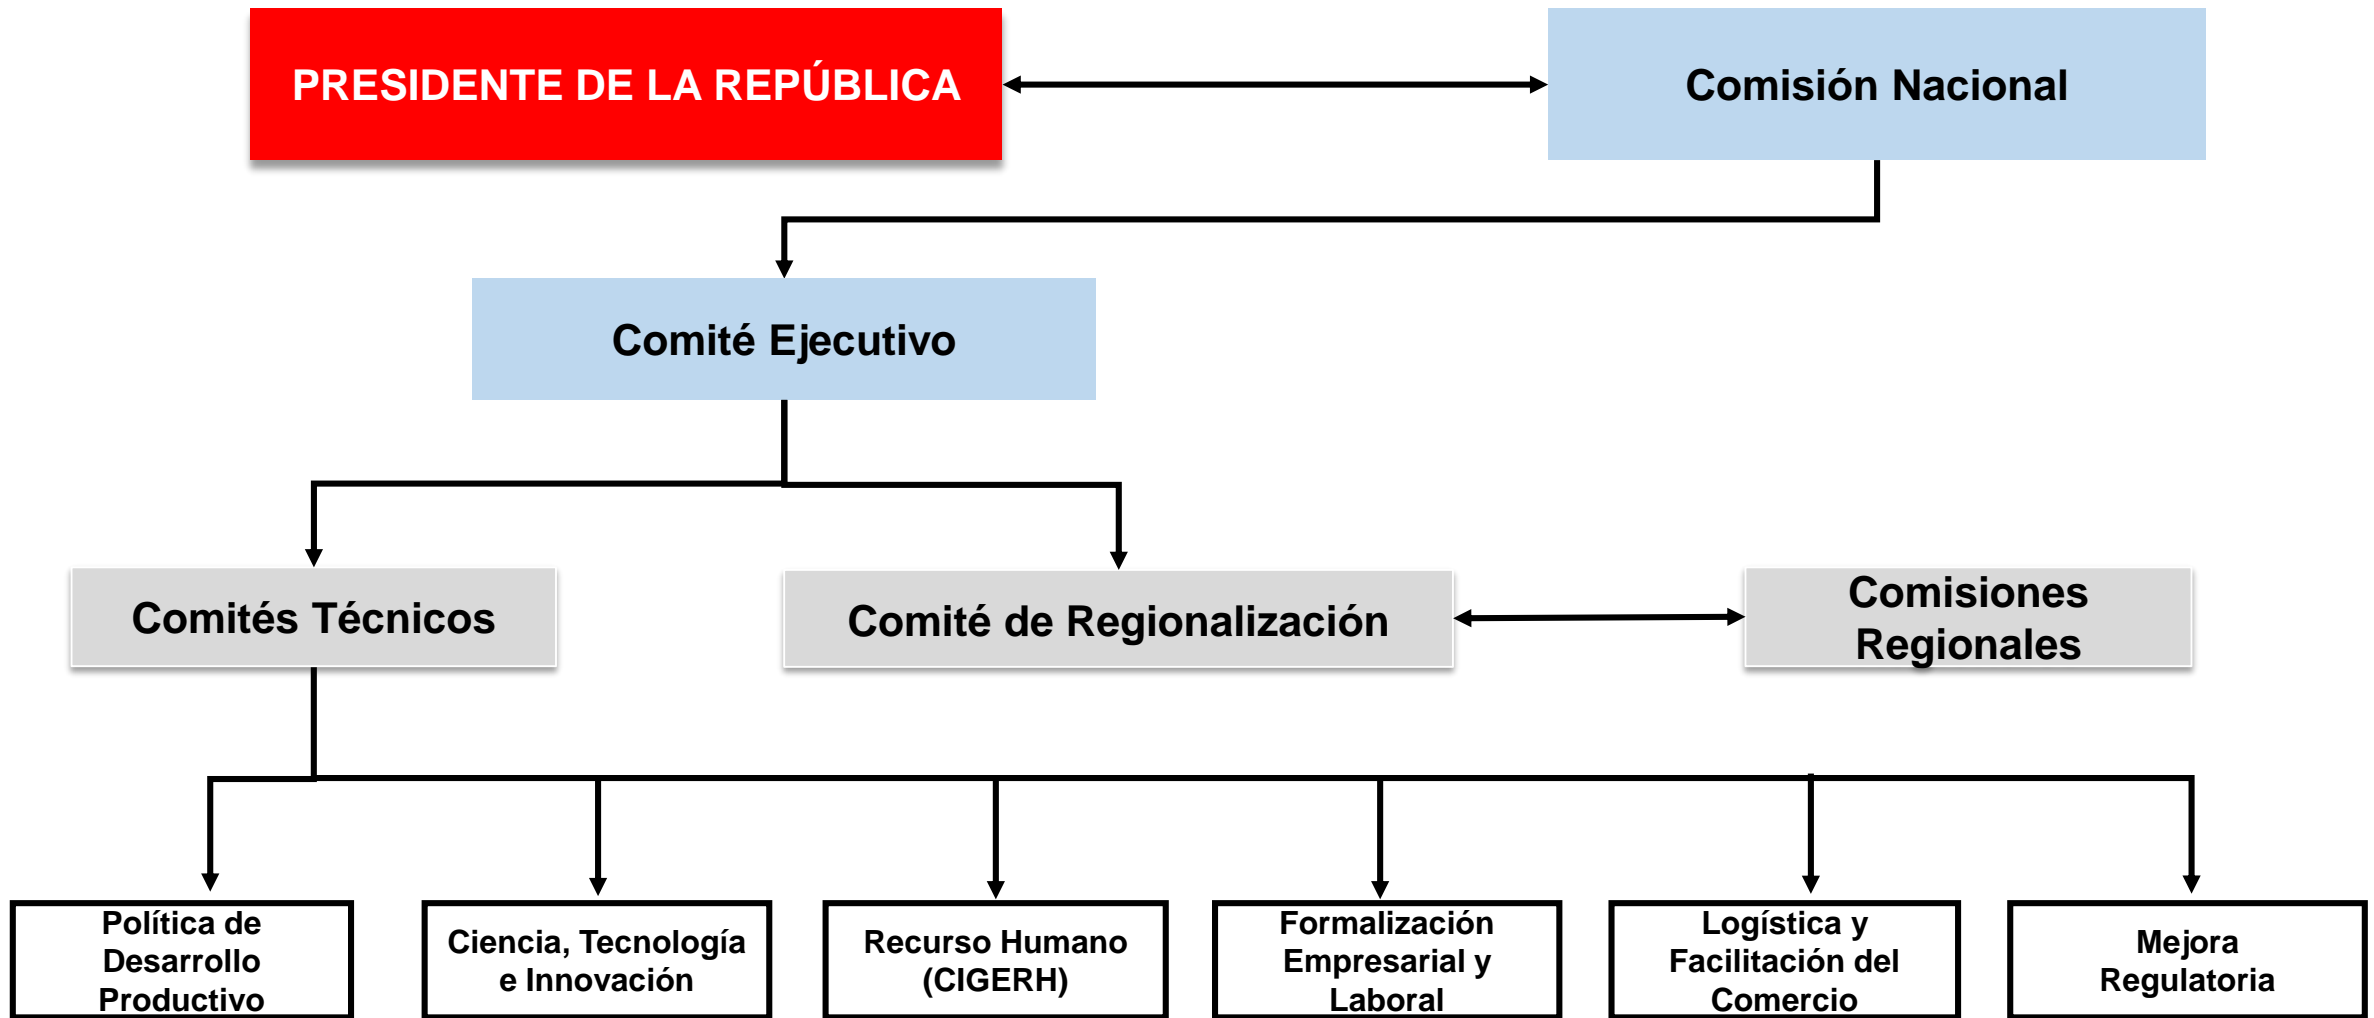 PRESIDENTE DE LA REPÚBLICA
Comisión Nacional
Comité Ejecutivo
Comités Técnicos
Comité de Regionalización
Comisiones
Regionales
Política de
Desarrollo
Productivo
Ciencia, Tecnología
e Innovación
Recurso Humano
(CIGERH)
Formalización
Empresarial y
Laboral
Logística y
Facilitación del
Comercio
Mejora
Regulatoria